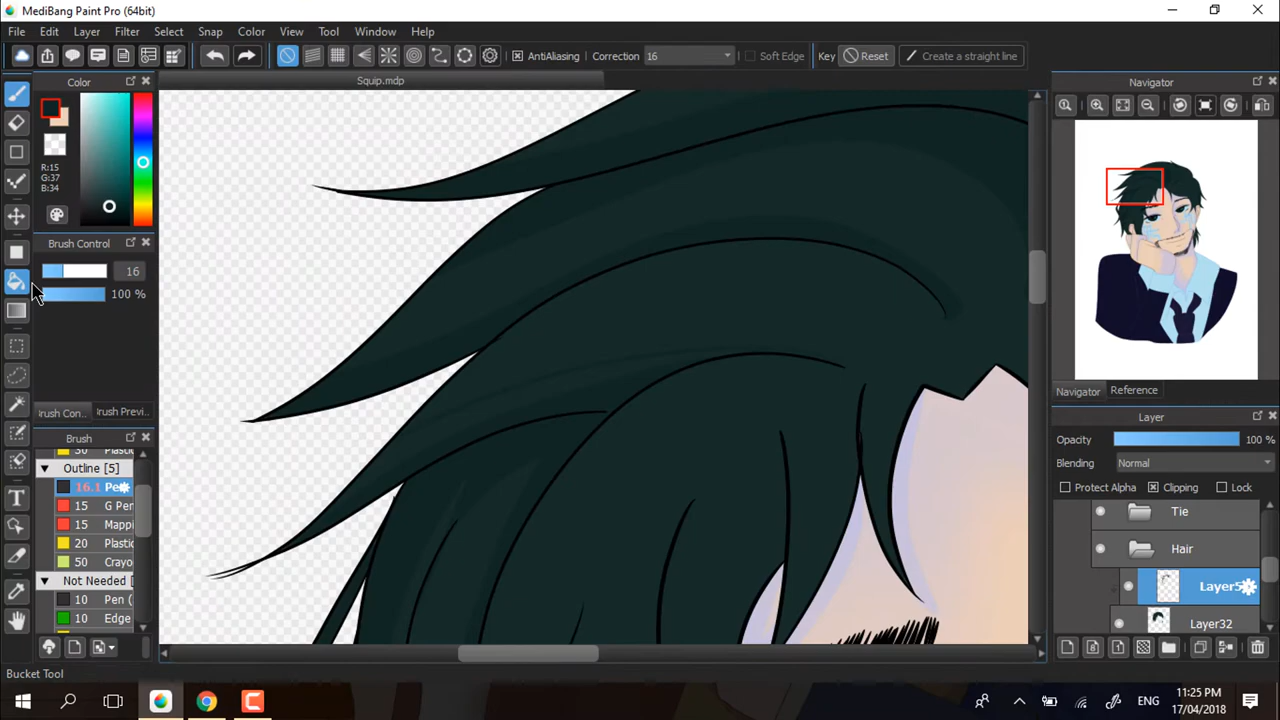 MediBang Paint Pro (64bit)
File Edit Layer Filter Select Snap Color View Tool Window Help
AntiAliasing Correction 16 Soft Edge Key Reset Create a straight line
Color
Squip.mdp
Navigator
R:15
G:37
B:34
Brush Control
16
100 %
Navigator Reference
Brush Con.. Brush Previ..
Layer
Brush
Opacity 100 %
Blending Normal
30 Plastic
Outline [5]
16.1 Pe
15 G Pen
15 Mappi
20 Plastic
50 Crayo
Not Needed [
10 Pen (
10 Edge
Protect Alpha Clipping Lock
Tie
Hair
Layer5
Layer32
Bucket Tool
ENG
11:25 PM
17/04/2018